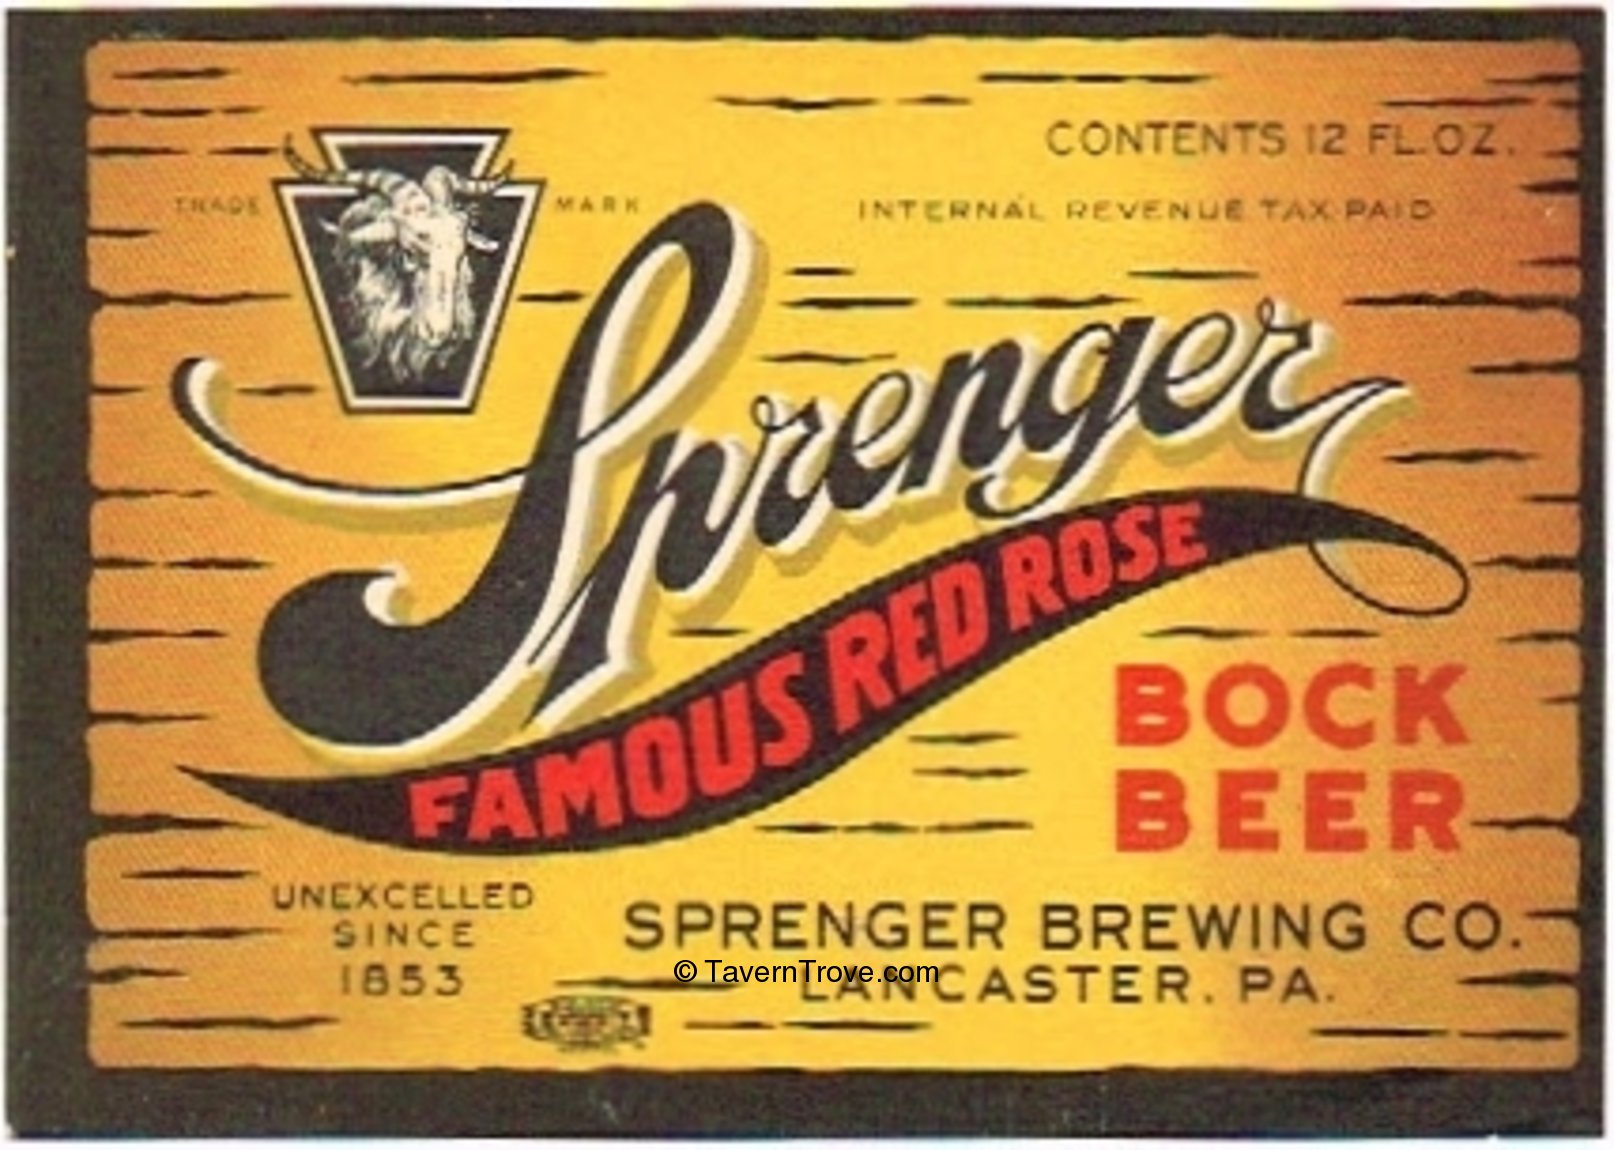 CONTENTS 12 FL.OZ.
TRADE MARK
INTERNAL REVENUE TAX PAID
Sprenger
FAMOUS RED ROSE
BOCK
BEER
UNEXCELLED
SINCE
1853
SPRENGER BREWING CO.
LANCASTER, PA.
© TavernTrove.com